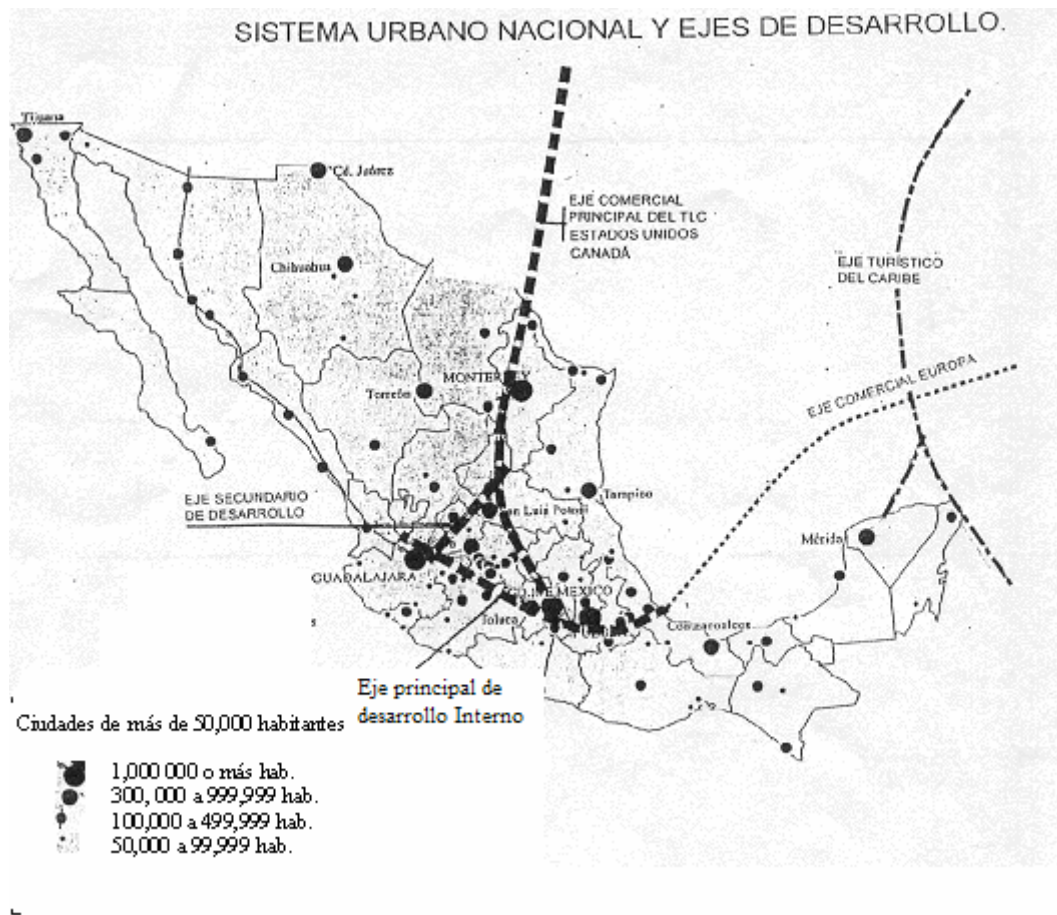 SISTEMA URBANO NACIONAL Y EJES DE DESARROLLO.
Tijuana
Cd. Juárez
EJE COMERCIAL
PRINCIPAL DEL TLC
ESTADOS UNIDOS
CANADÁ
Chihuahua
EJE TURÍSTICO
DEL CARIBE
MONTERREY
Torreón
EJE COMERCIAL EUROPA
EJE SECUNDARIO
DE DESARROLLO
Tampico
San Luis Potosí
Mérida
GUADALAJARA
MEXICO
Toluca
Coatzacoalcos
Eje principal de
desarrollo Interno
Ciudades de más de 50,000 habitantes
1,000 000 o más hab.
300, 000 a 999,999 hab.
100,000 a 499,999 hab.
50,000 a 99,999 hab.